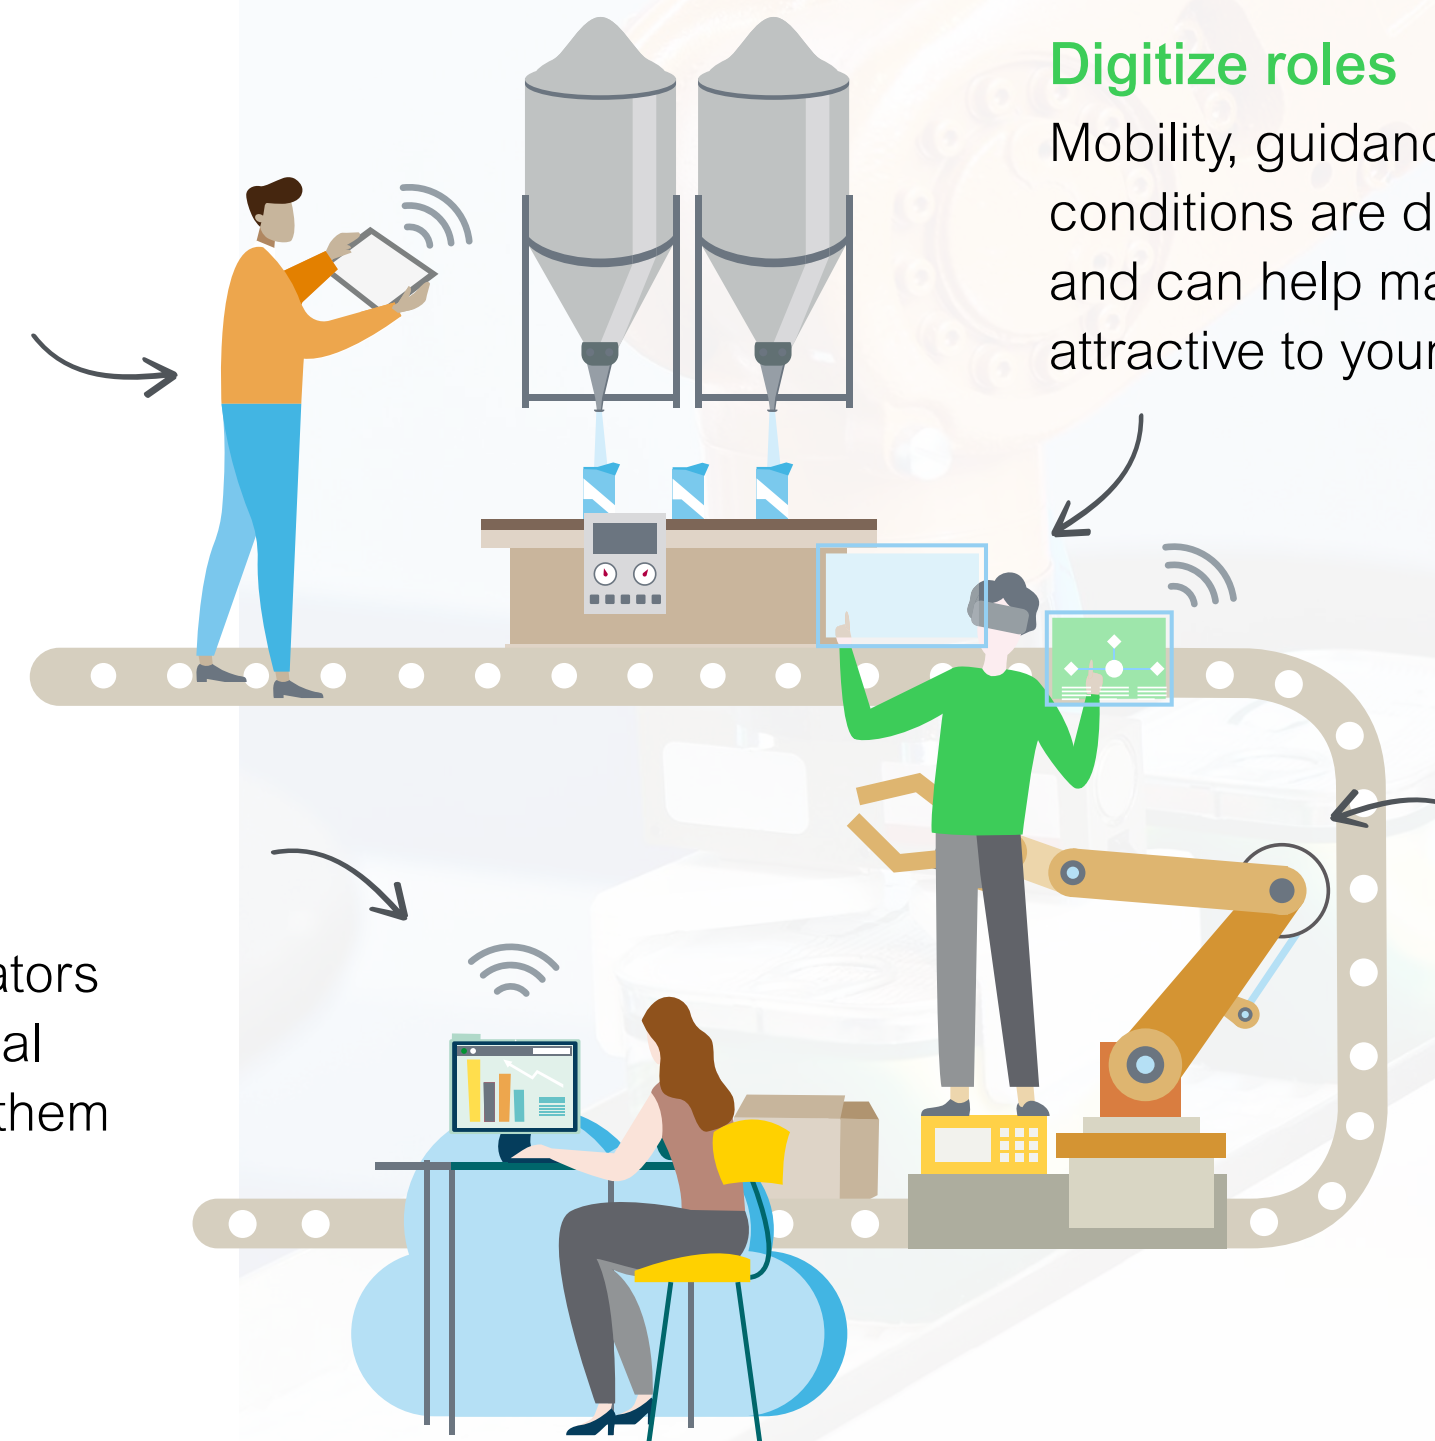 Digitize roles
Mobility, guidanc
conditions are d
and can help ma
attractive to your
ators
al
them